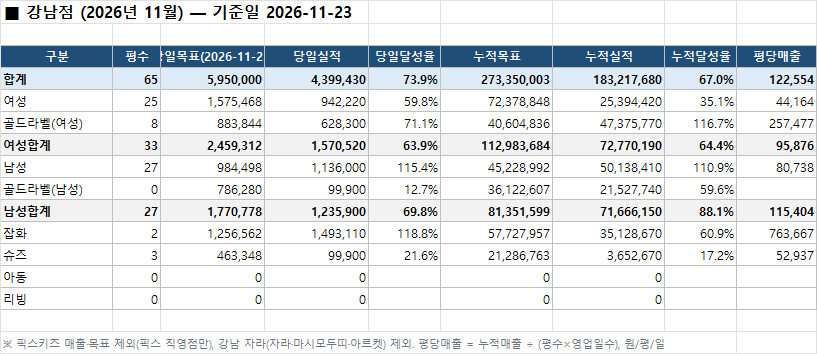 ■ 강남점 (2026년 11월) — 기준일 2026-11-23
구분 평수 당일목표(2026-11-2 당일실적 당일달성율 누적목표 누적실적 누적달성율 평당매출
합계 65 5,950,000 4,399,430 73.9% 273,350,003 183,217,680 67.0% 122,554
여성 25 1,575,468 942,220 59.8% 72,378,848 25,394,420 35.1% 44,164
골드라벨(여성) 8 883,844 628,300 71.1% 40,604,836 47,375,770 116.7% 257,477
여성합계 33 2,459,312 1,570,520 63.9% 112,983,684 72,770,190 64.4% 95,876
남성 27 984,498 1,136,000 115.4% 45,228,992 50,138,410 110.9% 80,738
골드라벨(남성) 0 786,280 99,900 12.7% 36,122,607 21,527,740 59.6%
남성합계 27 1,770,778 1,235,900 69.8% 81,351,599 71,666,150 88.1% 115,404
잡화 2 1,256,562 1,493,110 118.8% 57,727,957 35,128,670 60.9% 763,667
슈즈 3 463,348 99,900 21.6% 21,286,763 3,652,670 17.2% 52,937
아동 0 0 0 0
리빙 0 0 0 0
※ 픽스키즈 매출·목표 제외(픽스 직영점만), 강남 자라(자라·마시모두띠·아르켓) 제외. 평당매출 = 누적매출 ÷ (평수×영업일수), 원/평/일